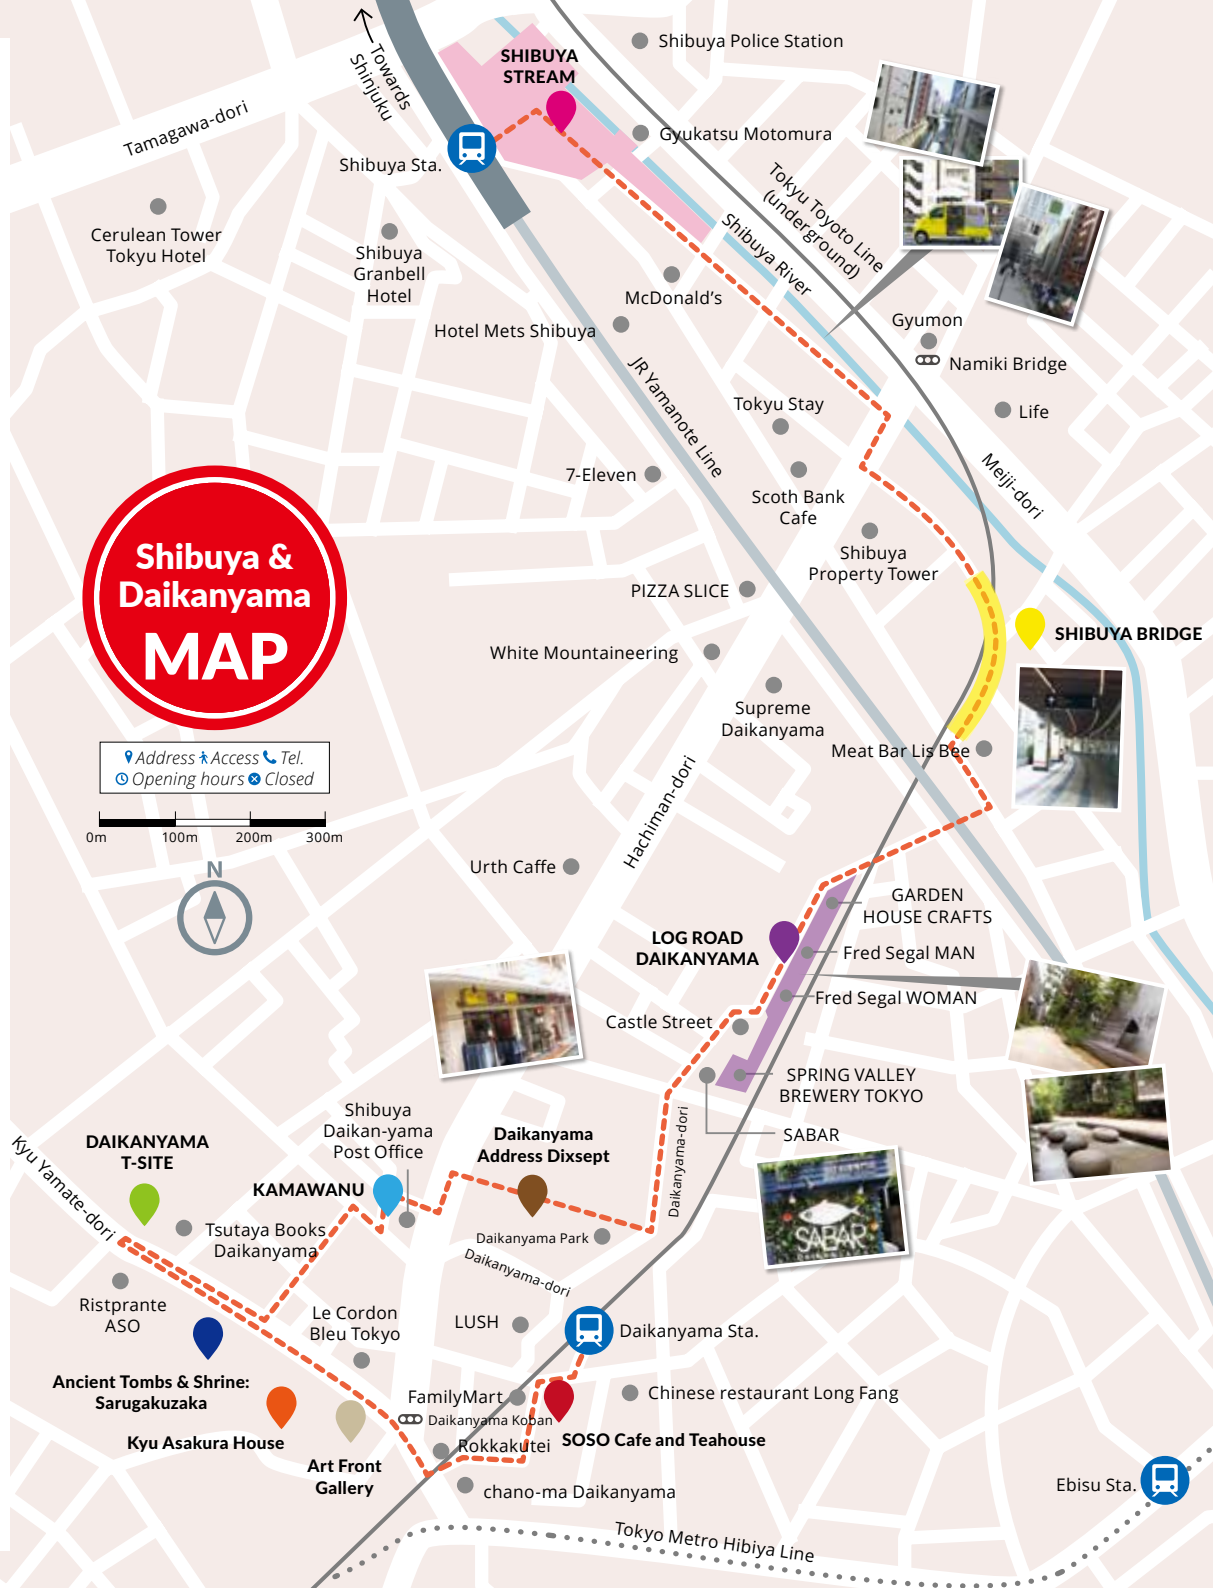 Shibuya Police Station
SHIBUYA
STREAM
Towards
Shinjuku
Tamagawa-dori
Gyukatsu Motomura
Shibuya Sta.
Tokyu Toyoto Line
(underground)
Shibuya River
Cerulean Tower
Tokyu Hotel
Shibuya
Granbell
Hotel
McDonald's
Hotel Mets Shibuya
Gyumon
Namiki Bridge
JR Yamanote Line
Tokyu Stay
Life
7-Eleven
Scoth Bank
Cafe
Meiji-dori
Shibuya &
Daikanyama
MAP
Shibuya
Property Tower
PIZZA SLICE
SHIBUYA BRIDGE
White Mountaineering
Supreme
Daikanyama
Meat Bar Lis Bee
Address Access Tel.
Opening hours Closed
0m 100m 200m 300m
N
Hachiman-dori
Urth Caffe
GARDEN
HOUSE CRAFTS
LOG ROAD
DAIKANYAMA
Fred Segal MAN
Fred Segal WOMAN
Castle Street
SPRING VALLEY
BREWERY TOKYO
SABAR
Shibuya
Daikan-yama
Post Office
Daikanyama
Address Dixsept
Daikanyama-dori
DAIKANYAMA
T-SITE
Kyu Yamate-dori
KAMAWANU
Tsutaya Books
Daikanyama
Daikanyama Park
Daikanyama-dori
SABAR
Ristprante
ASO
Le Cordon
Bleu Tokyo
LUSH
Daikanyama Sta.
Ancient Tombs & Shrine:
Sarugakuzaka
FamilyMart
Chinese restaurant Long Fang
Daikanyama Koban
Kyu Asakura House
Rokkakutei
SOSO Cafe and Teahouse
Art Front
Gallery
chano-ma Daikanyama
Ebisu Sta.
Tokyo Metro Hibiya Line